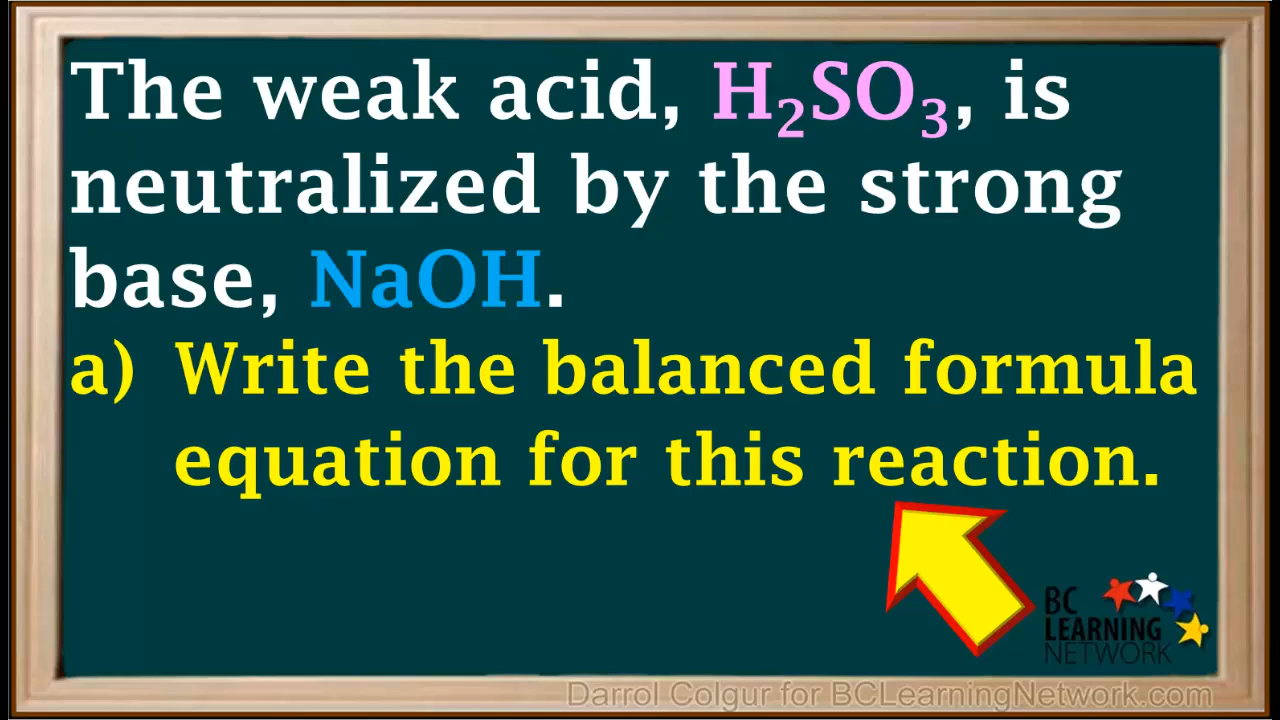 The weak acid, H₂SO₃, is
neutralized by the strong
base, NaOH.
a) Write the balanced formula
equation for this reaction.
BC
LEARNING
NETWORK
Darrol Colgur for BCLearningNetwork.com